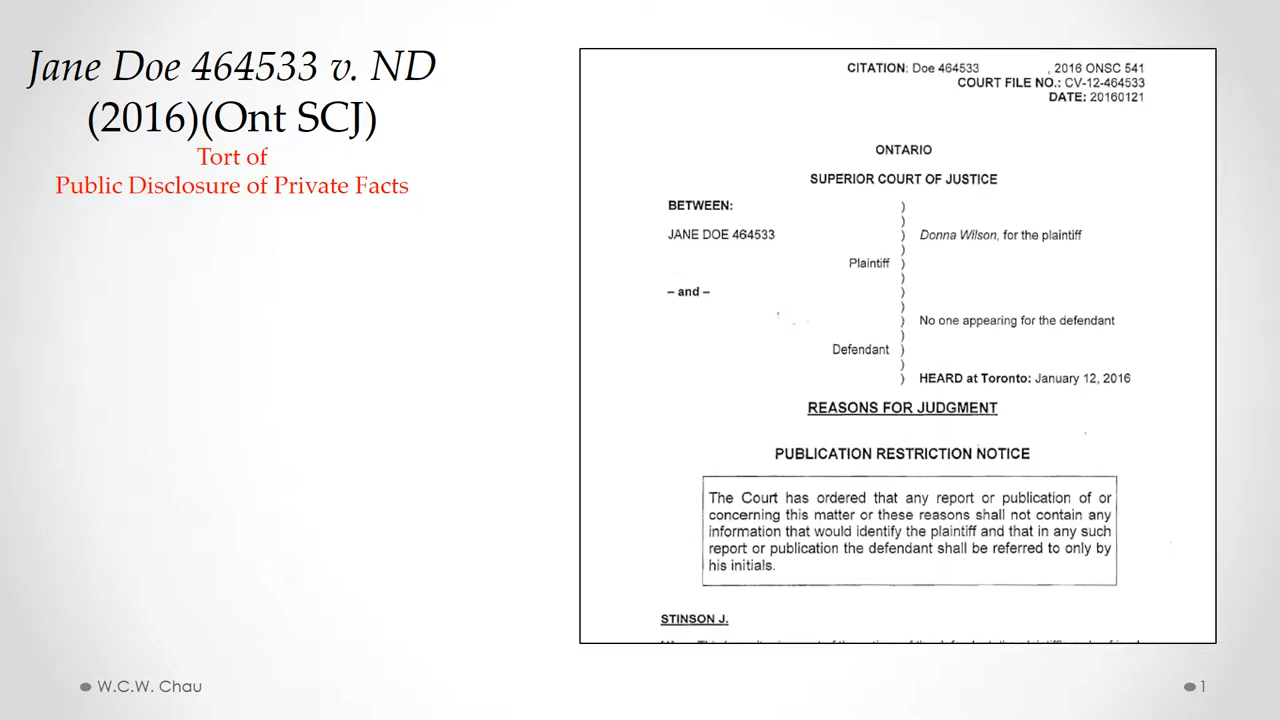 Jane Doe 464533 v. ND
(2016)(Ont SCJ)
Tort of
Public Disclosure of Private Facts
CITATION: Doe 464533 , 2016 ONSC 541
COURT FILE NO.: CV-12-464533
DATE: 20160121
ONTARIO
SUPERIOR COURT OF JUSTICE
BETWEEN: )
)
JANE DOE 464533 ) Donna Wilson, for the plaintiff
)
Plaintiff )
)
– and – )
)
) No one appearing for the defendant
)
Defendant )
)
) HEARD at Toronto: January 12, 2016
REASONS FOR JUDGMENT
PUBLICATION RESTRICTION NOTICE
The Court has ordered that any report or publication of or
concerning this matter or these reasons shall not contain any
information that would identify the plaintiff and that in any such
report or publication the defendant shall be referred to only by
his initials.
STINSON J.
W.C.W. Chau
1